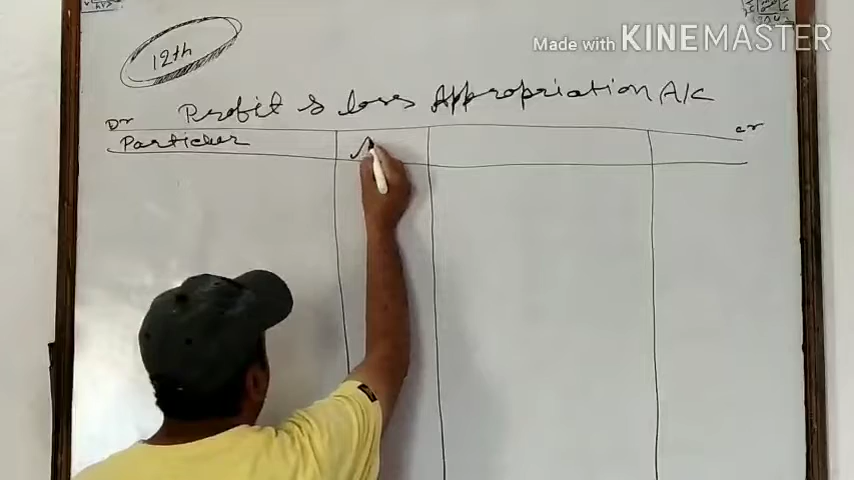 Made with KINEMASTER
12th
Profit & loss Appropriation A/c
Dr Cr
Particular